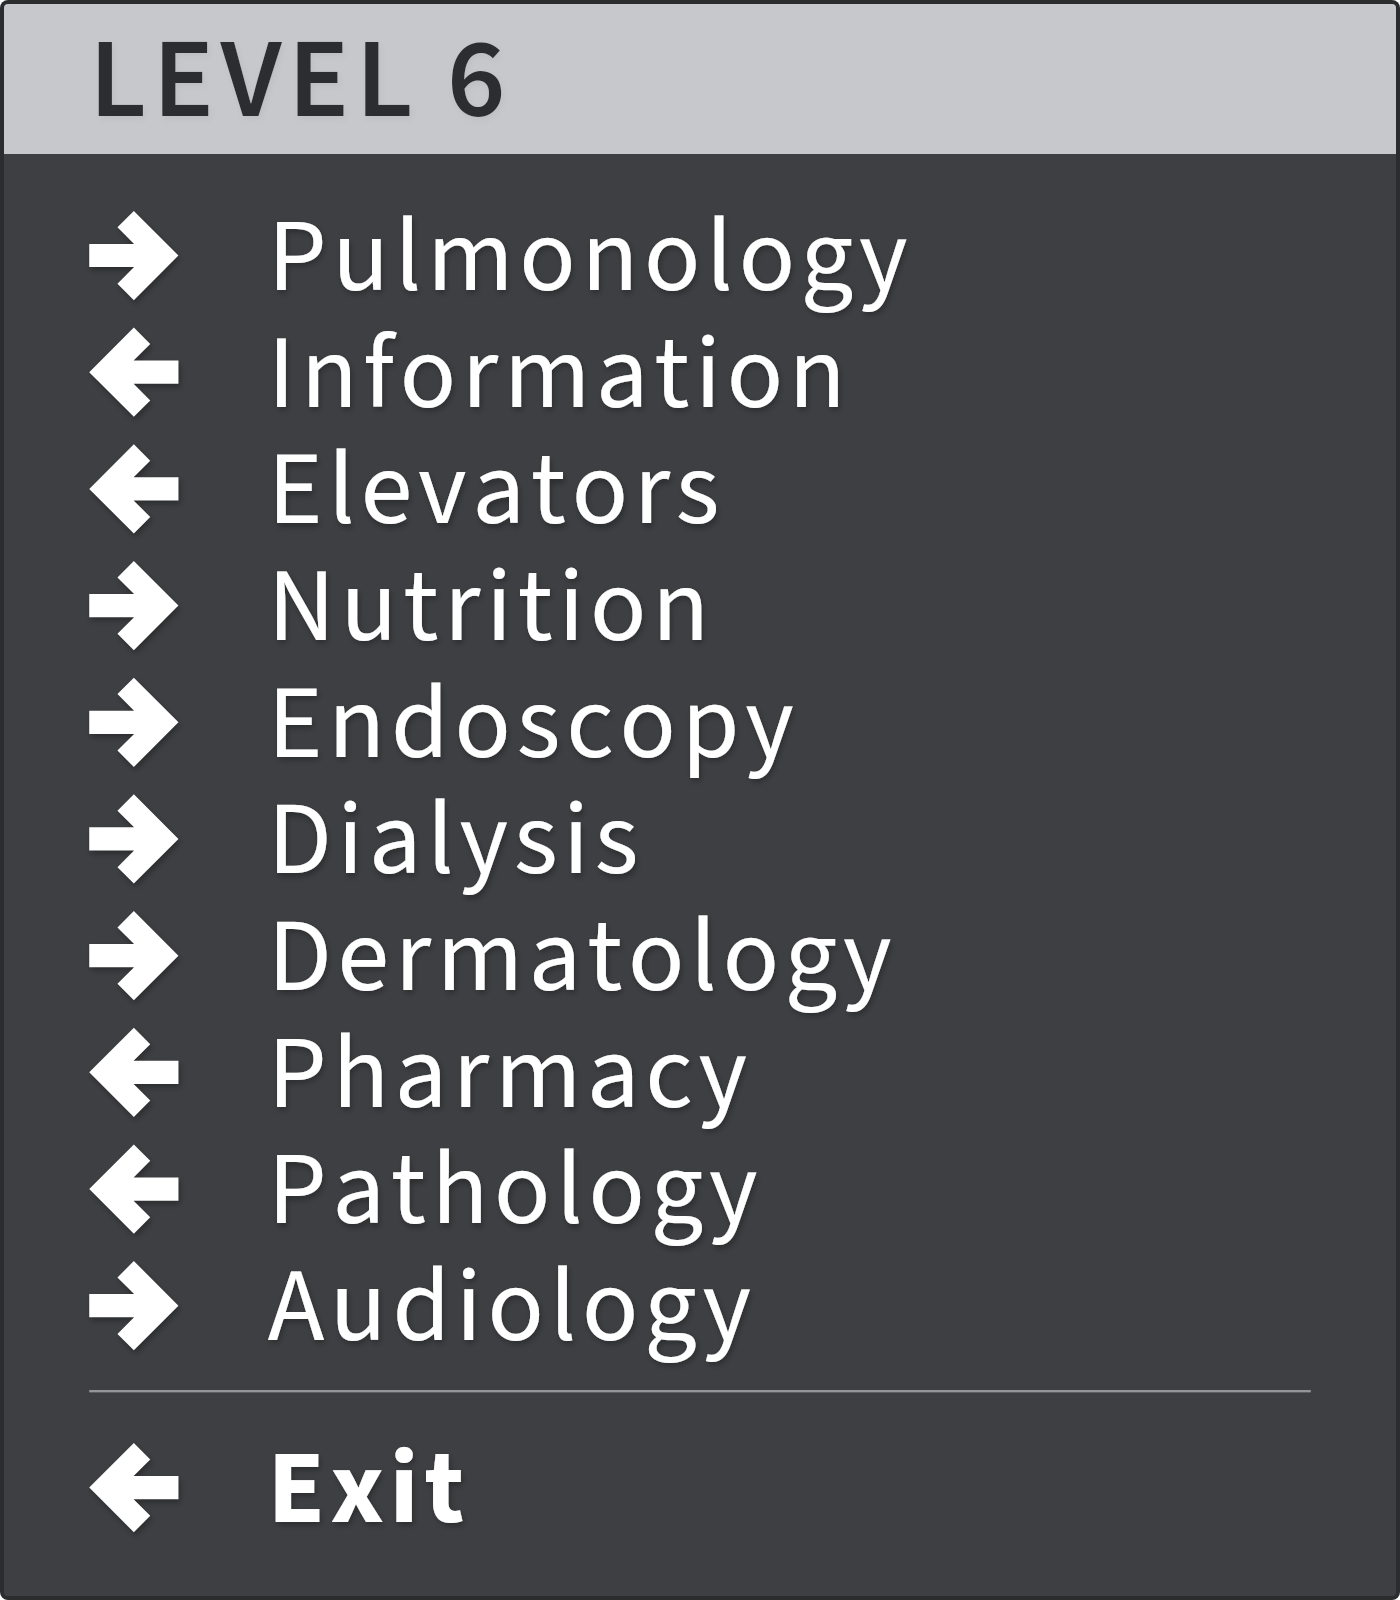 LEVEL 6
Pulmonology
Information
Elevators
Nutrition
Endoscopy
Dialysis
Dermatology
Pharmacy
Pathology
Audiology
Exit